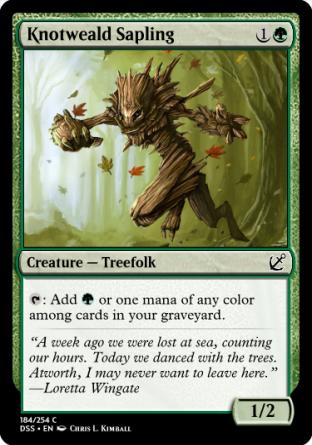 Knotweald Sapling 1
Creature — Treefolk
: Add or one mana of any color
among cards in your graveyard.
“A week ago we were lost at sea, counting
our hours. Today we danced with the trees.
Atworth, I may never want to leave here.”
—Loretta Wingate
1/2
184/254 C
DSS • EN Chris L. Kimball